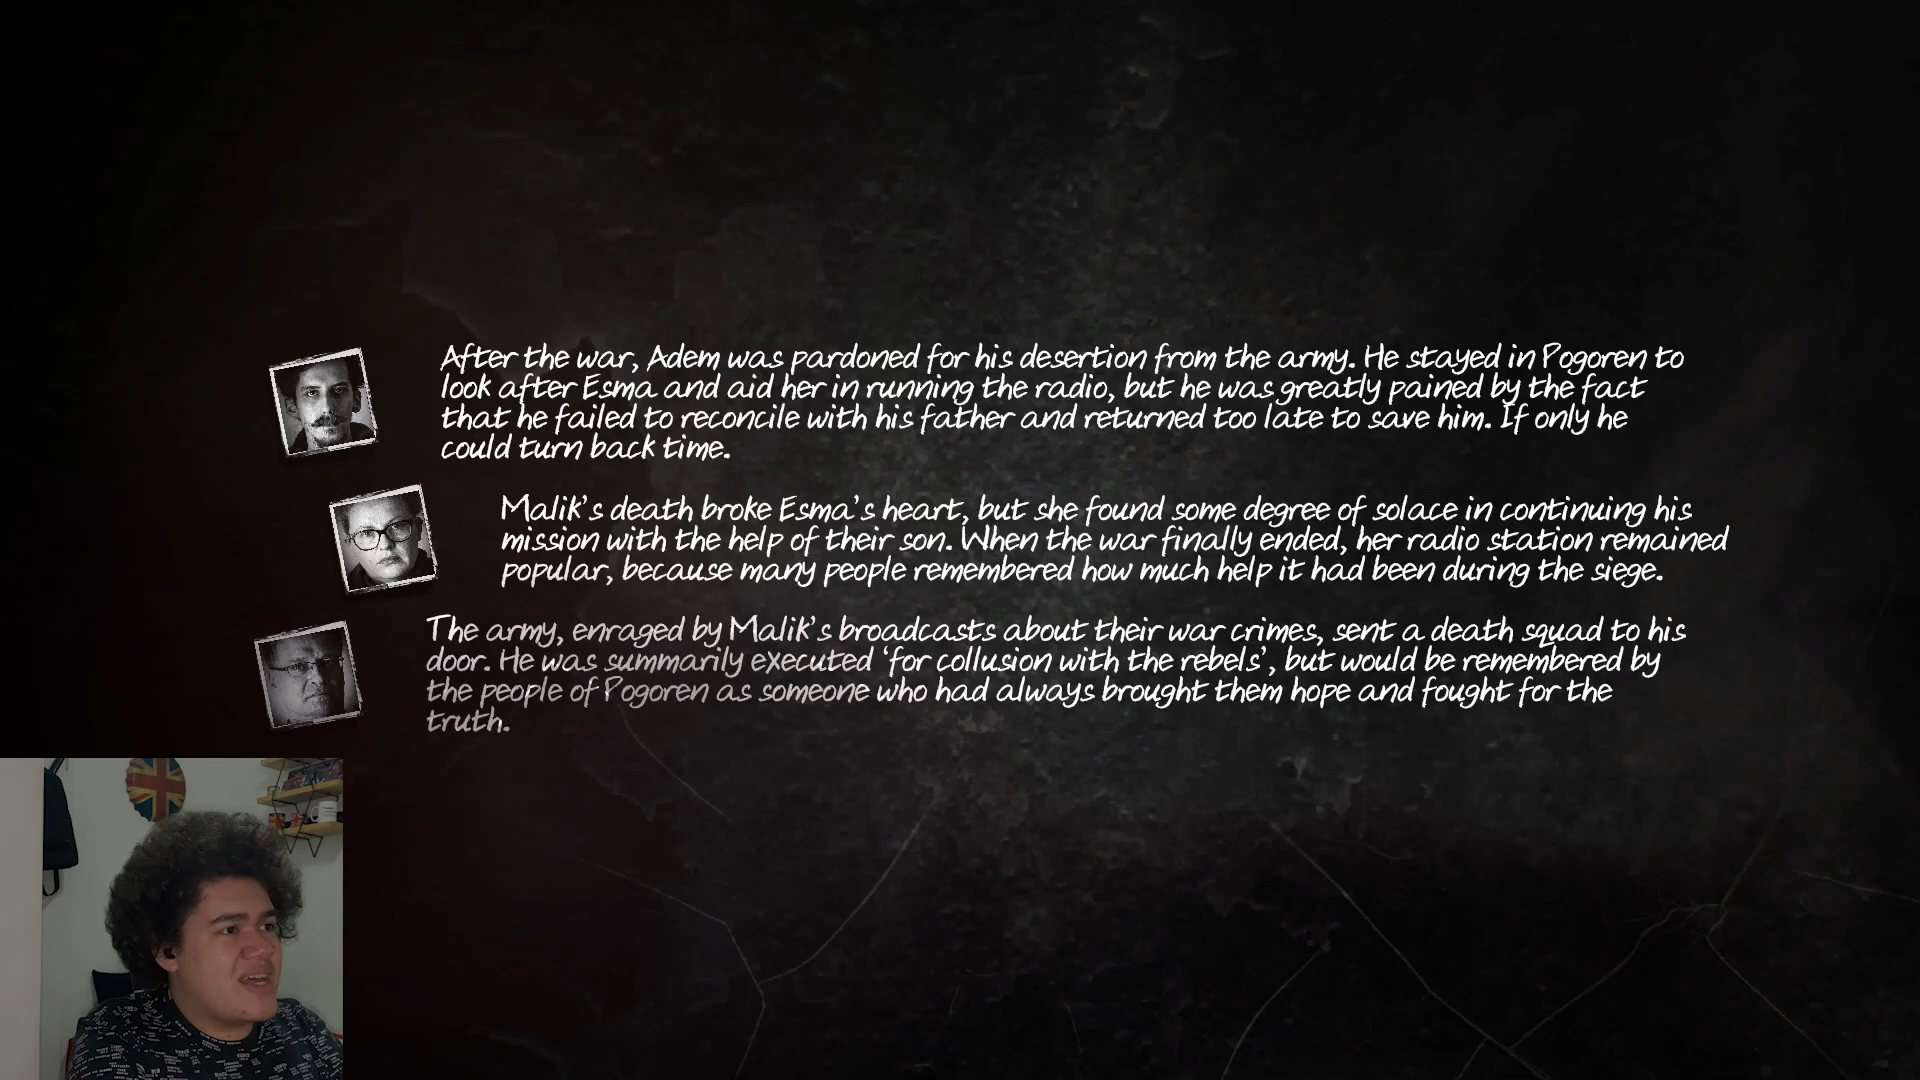 After the war, Adem was pardoned for his desertion from the army. He stayed in Pogoren to
look after Esma and aid her in running the radio, but he was greatly pained by the fact
that he failed to reconcile with his father and returned too late to save him. If only he
could turn back time.
Malik's death broke Esma's heart, but she found some degree of solace in continuing his
mission with the help of their son. When the war finally ended, her radio station remained
popular, because many people remembered how much help it had been during the siege.
The army, enraged by Malik's broadcasts about their war crimes, sent a death squad to his
door. He was summarily executed 'for collusion with the rebels', but would be remembered by
the people of Pogoren as someone who had always brought them hope and fought for the
truth.